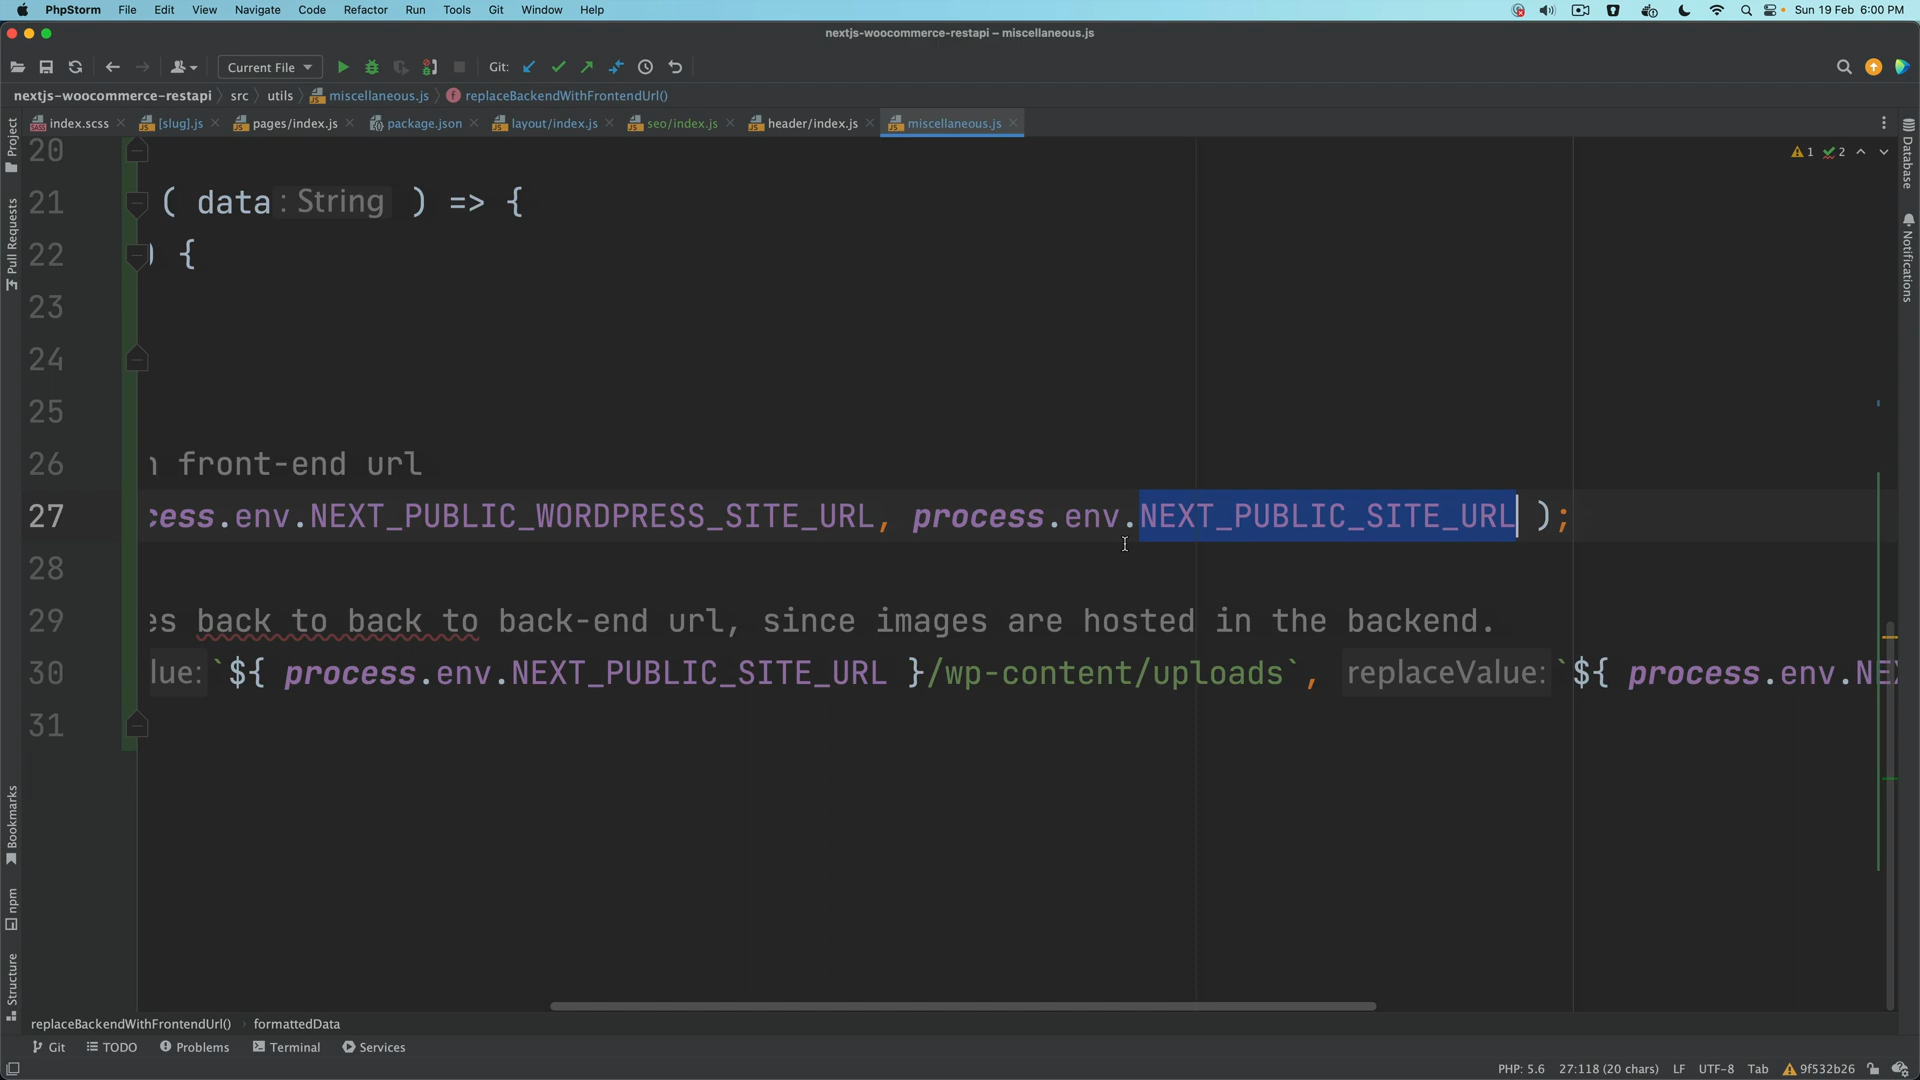 PhpStorm File Edit View Navigate Code Refactor Run Tools Git Window Help Sun 19 Feb 6:00 PM
nextjs-woocommerce-restapi – miscellaneous.js
Current File Git:
nextjs-woocommerce-restapi src utils miscellaneous.js replaceBackendWithFrontendUrl()
index.scss [slug].js pages/index.js package.json layout/index.js seo/index.js header/index.js miscellaneous.js
Project
Pull Requests
Bookmarks
npm
Structure
Database
Notifications
1 2
20
21 ( data : String ) => {
22 ) {
23
24
25
26 n front-end url
27 cess.env.NEXT_PUBLIC_WORDPRESS_SITE_URL, process.env.NEXT_PUBLIC_SITE_URL );
28
29 es back to back to back-end url, since images are hosted in the backend.
30 lue: `${ process.env.NEXT_PUBLIC_SITE_URL }/wp-content/uploads`, replaceValue: `${ process.env.NEX
31
replaceBackendWithFrontendUrl() formattedData
Git TODO Problems Terminal Services
PHP: 5.6 27:118 (20 chars) LF UTF-8 Tab 9f532b26